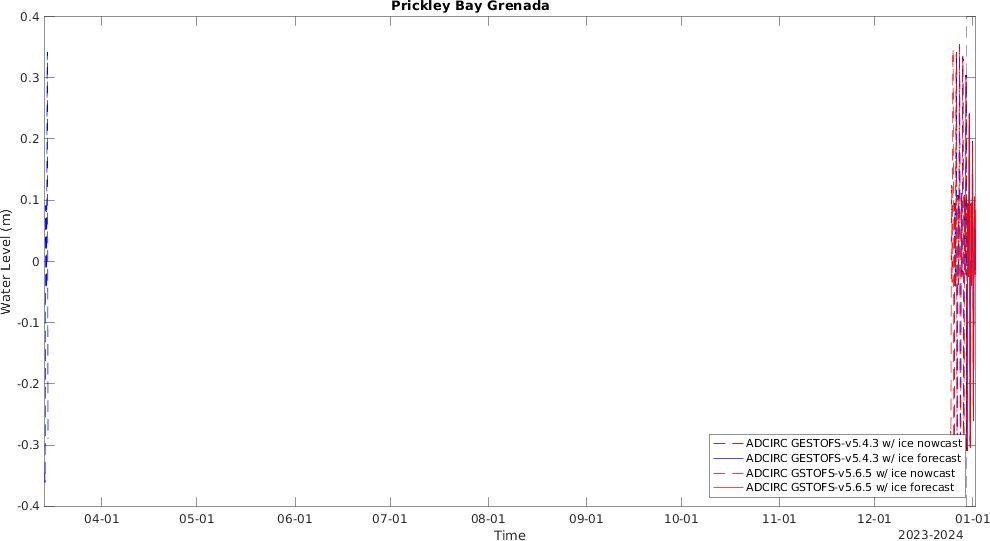 Prickley Bay Grenada
0.4
0.3
0.2
0.1
0
-0.1
-0.2
-0.3
-0.4
Water Level (m)
ADCIRC GESTOFS-v5.4.3 w/ ice nowcast
ADCIRC GESTOFS-v5.4.3 w/ ice forecast
ADCIRC GSTOFS-v5.6.5 w/ ice nowcast
ADCIRC GSTOFS-v5.6.5 w/ ice forecast
04-01 05-01 06-01 07-01 08-01 09-01 10-01 11-01 12-01 01-01
Time
2023-2024